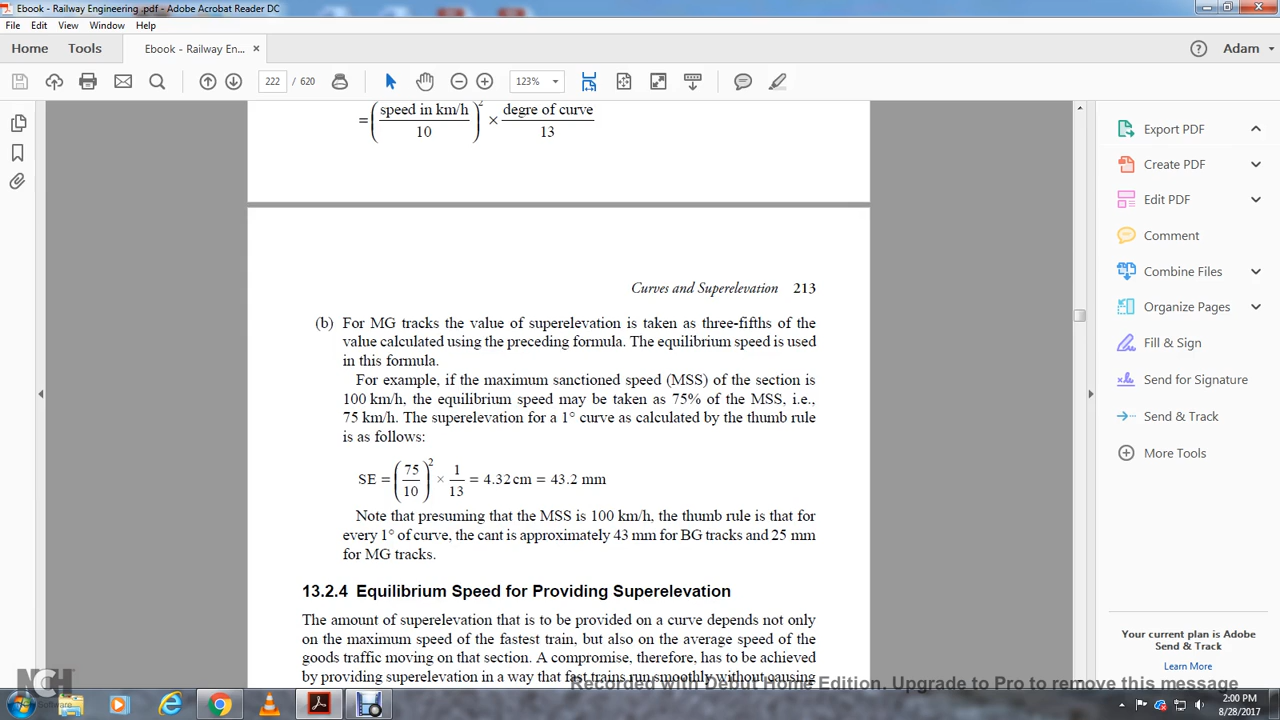 Ebook - Railway Engineering .pdf - Adobe Acrobat Reader DC
File Edit View Window Help
Home Tools Ebook - Railway En... × Adam
222 / 620 123%
= (speed in km/h / 10)² × degre of curve / 13
Curves and Superelevation 213
(b) For MG tracks the value of superelevation is taken as three-fifths of the
value calculated using the preceding formula. The equilibrium speed is used
in this formula.
For example, if the maximum sanctioned speed (MSS) of the section is
100 km/h, the equilibrium speed may be taken as 75% of the MSS, i.e.,
75 km/h. The superelevation for a 1° curve as calculated by the thumb rule
is as follows:
SE = (75 / 10)² × 1 / 13 = 4.32 cm = 43.2 mm
Note that presuming that the MSS is 100 km/h, the thumb rule is that for
every 1° of curve, the cant is approximately 43 mm for BG tracks and 25 mm
for MG tracks.
13.2.4 Equilibrium Speed for Providing Superelevation
The amount of superelevation that is to be provided on a curve depends not only
on the maximum speed of the fastest train, but also on the average speed of the
goods traffic moving on that section. A compromise, therefore, has to be achieved
by providing superelevation in a way that fast trains run smoothly without causing
Export PDF
Create PDF
Edit PDF
Comment
Combine Files
Organize Pages
Fill & Sign
Send for Signature
Send & Track
More Tools
Your current plan is Adobe
Send & Track
Learn More
NCH
Software
Recorded with Debut Home Edition. Upgrade to Pro to remove this message
2:00 PM
8/28/2017